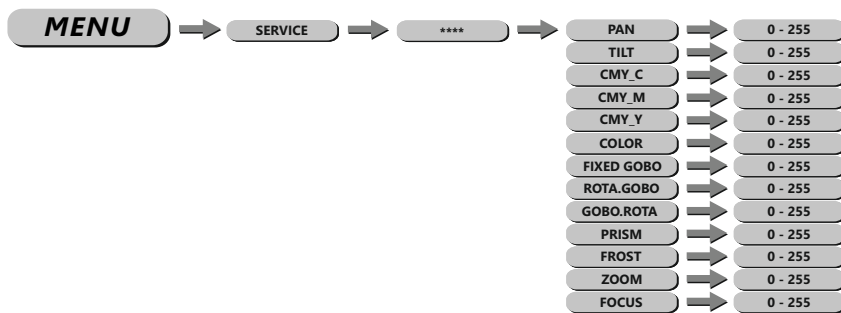 MENU SERVICE **** PAN 0 - 255
TILT 0 - 255
CMY_C 0 - 255
CMY_M 0 - 255
CMY_Y 0 - 255
COLOR 0 - 255
FIXED GOBO 0 - 255
ROTA.GOBO 0 - 255
GOBO.ROTA 0 - 255
PRISM 0 - 255
FROST 0 - 255
ZOOM 0 - 255
FOCUS 0 - 255